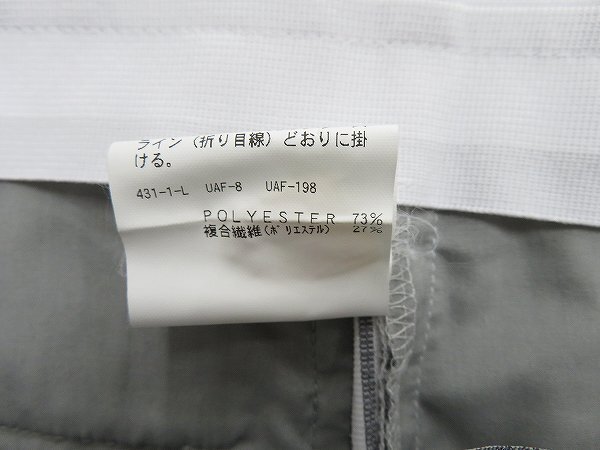 ライン（折り目線）どおりに掛
ける。
431-1-L UAF-8 UAF-198
POLYESTER 73%
複合繊維(ポリエステル) 27%